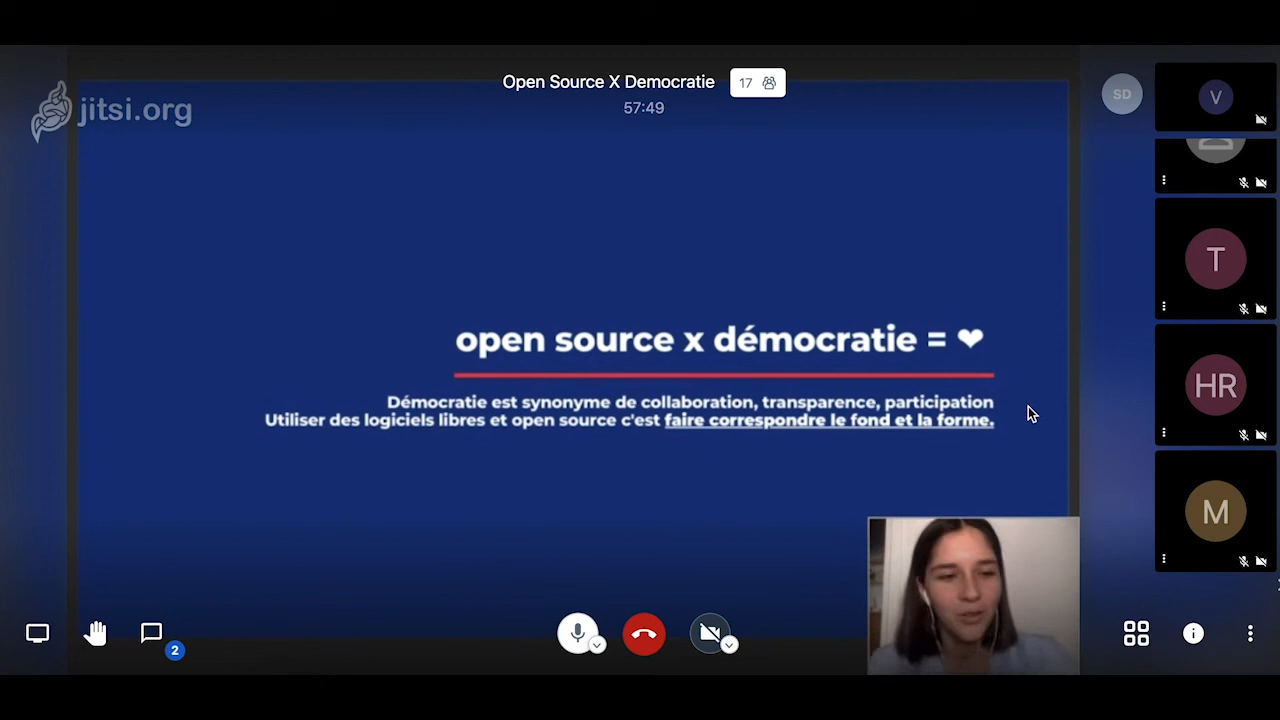 Open Source X Democratie
17
57:49
jitsi.org
SD
V
T
HR
M
open source x démocratie = ❤
Démocratie est synonyme de collaboration, transparence, participation
Utiliser des logiciels libres et open source c'est faire correspondre le fond et la forme.
2